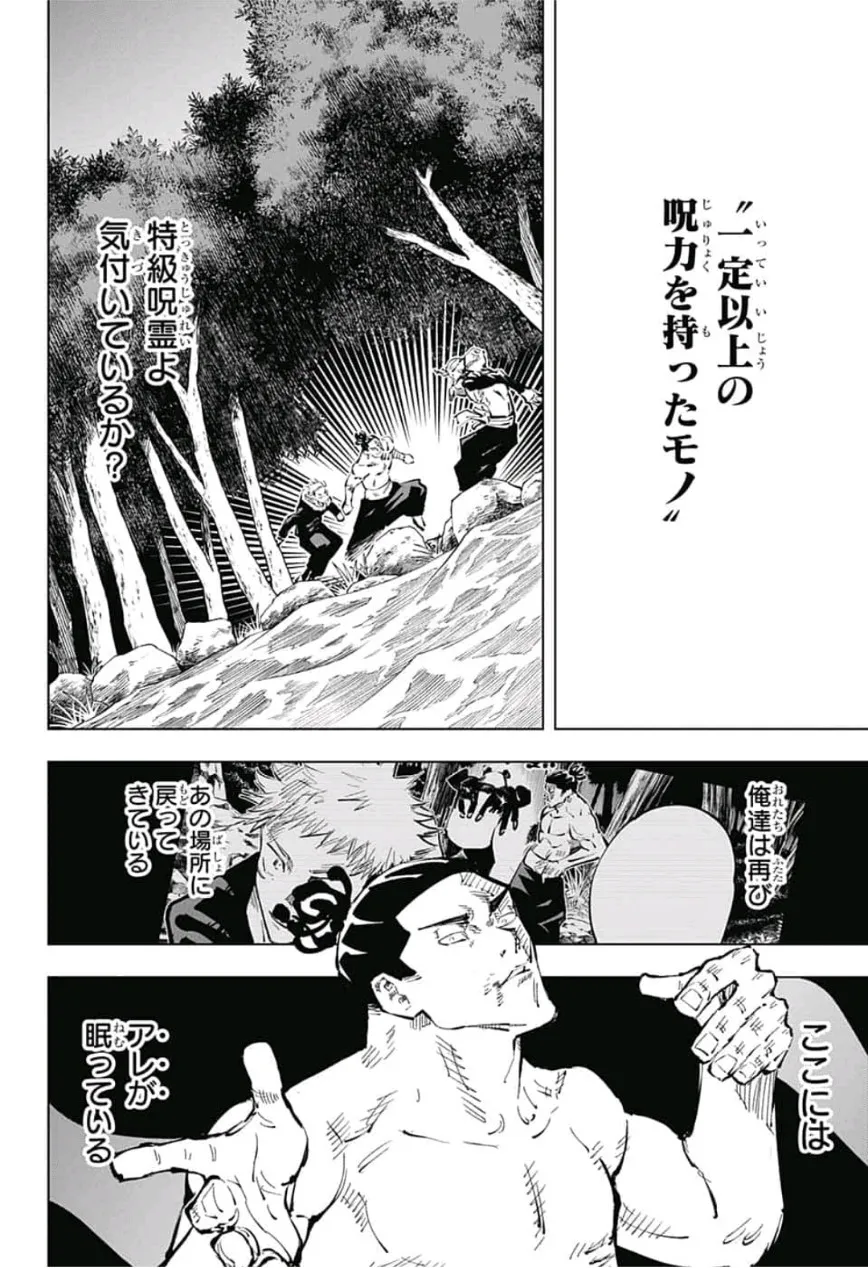 〝一定以上の
呪力を持ったモノ〟
特級呪霊よ
気付いているか?
俺達は再び
あの場所に
戻って
きている
ここには
アレが
眠っている